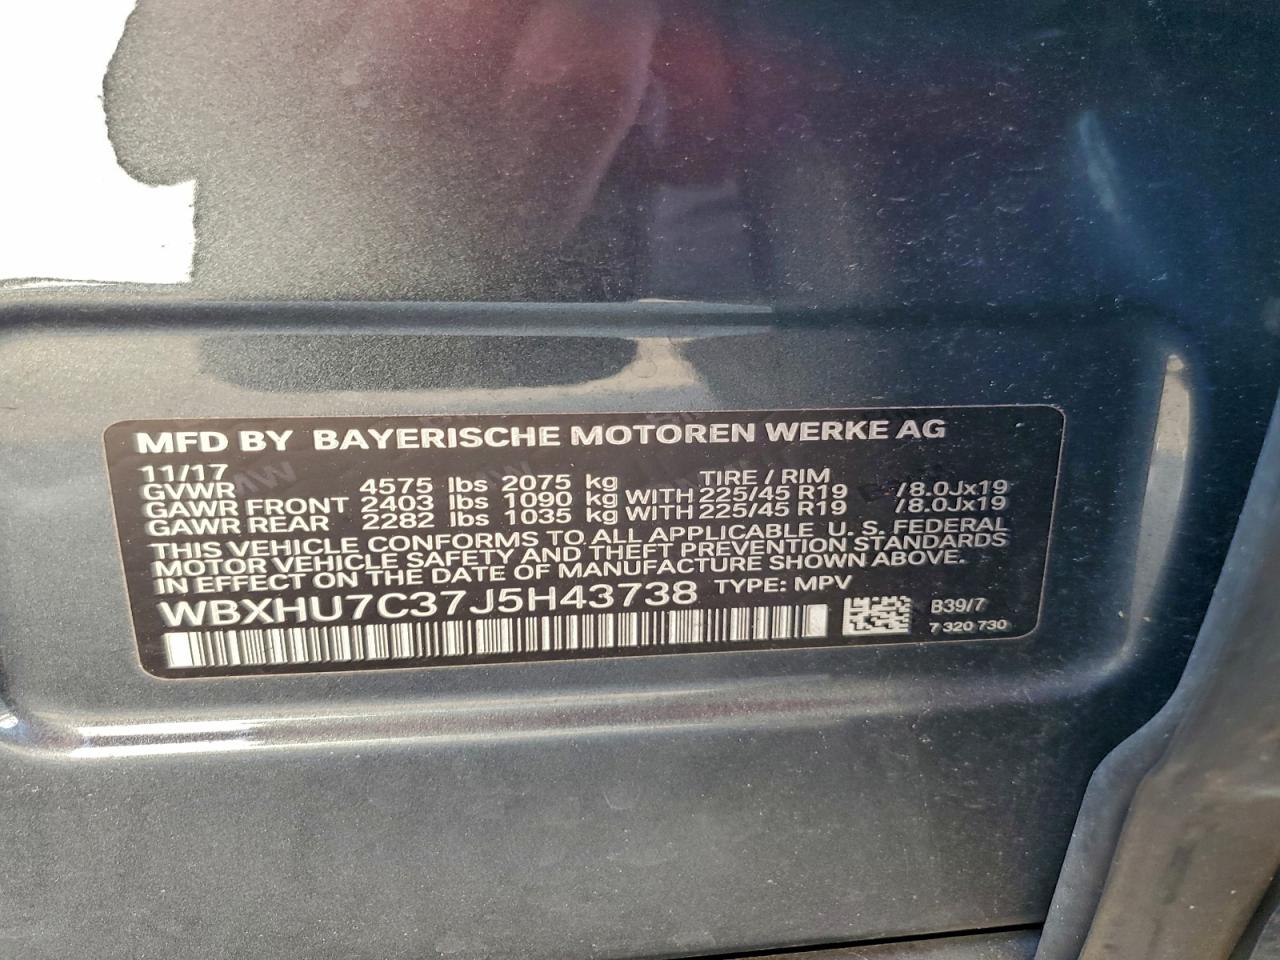 MFD BY BAYERISCHE MOTOREN WERKE AG
11/17 TIRE / RIM
GVWR 4575 lbs 2075 kg
GAWR FRONT 2403 lbs 1090 kg WITH 225/45 R19 /8.0Jx19
GAWR REAR 2282 lbs 1035 kg WITH 225/45 R19 /8.0Jx19
THIS VEHICLE CONFORMS TO ALL APPLICABLE U.S. FEDERAL
MOTOR VEHICLE SAFETY AND THEFT PREVENTION STANDARDS
IN EFFECT ON THE DATE OF MANUFACTURE SHOWN ABOVE.
WBXHU7C37J5H43738 TYPE: MPV
B39/7
7 320 730